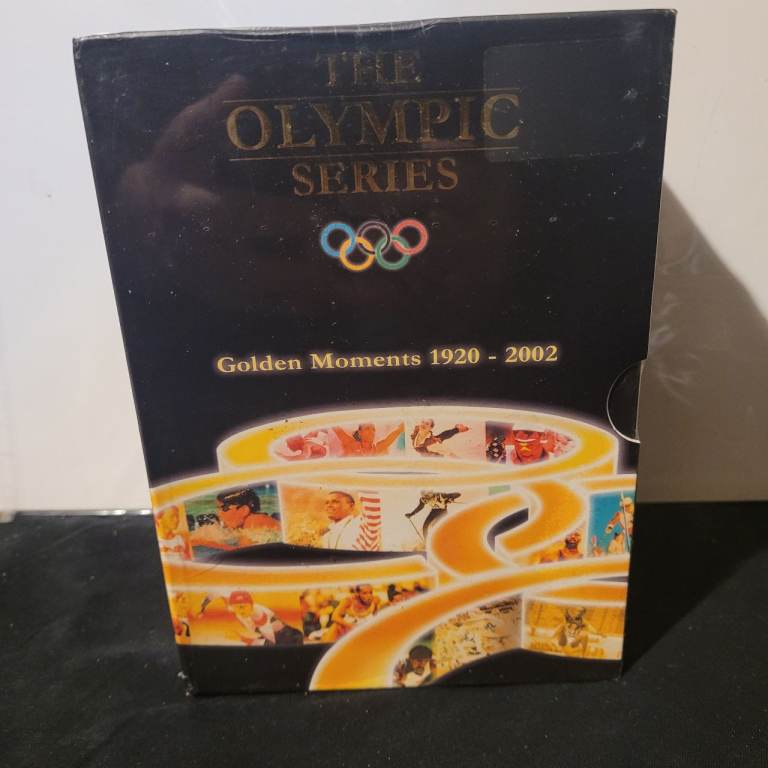 THE
OLYMPIC
SERIES
Golden Moments 1920 - 2002